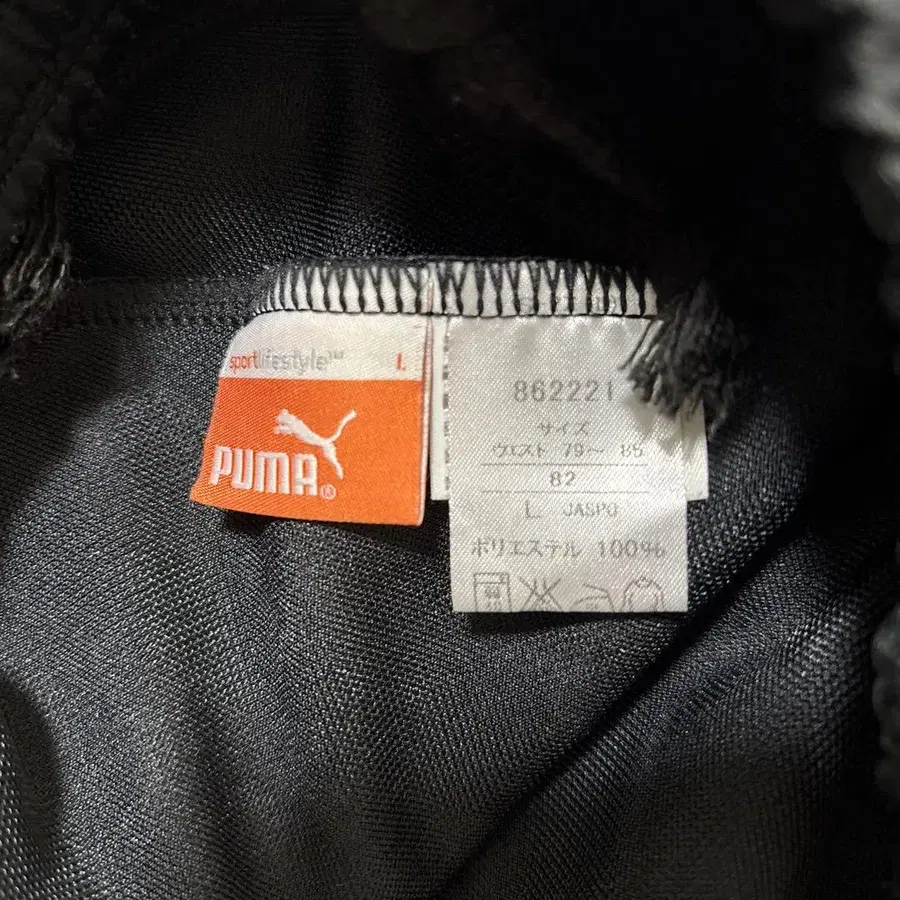 sportlifestyle™ L
PUMA®
862221
サイズ
ウエスト 79〜 85
82
L JASPO
ポリエステル 100%